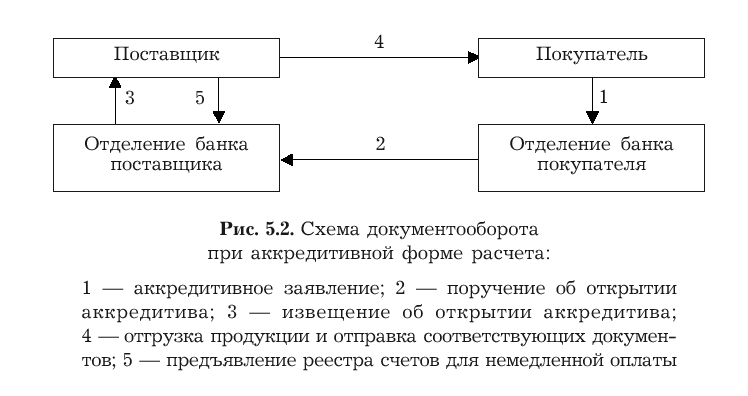 4
Поставщик
Покупатель
3
5
1
Отделение банка
поставщика
2
Отделение банка
покупателя
Рис. 5.2. Схема документооборота
при аккредитивной форме расчета:
1 — аккредитивное заявление; 2 — поручение об открытии
аккредитива; 3 — извещение об открытии аккредитива;
4 — отгрузка продукции и отправка соответствующих докумен-
тов; 5 — предъявление реестра счетов для немедленной оплаты